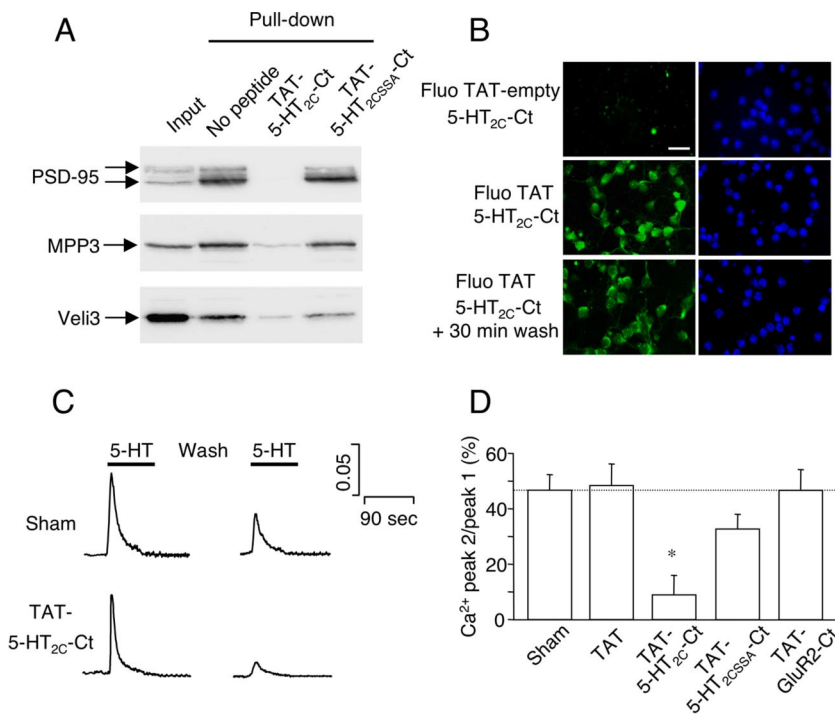 A
Pull-down
Input
No peptide
TAT-
5-HT2C-Ct
TAT-
5-HT2CSSA-Ct
PSD-95
MPP3
Veli3
B
Fluo TAT-empty
5-HT2C-Ct
Fluo TAT
5-HT2C-Ct
Fluo TAT
5-HT2C-Ct
+ 30 min wash
C
5-HT Wash 5-HT
0.05
90 sec
Sham
TAT-
5-HT2C-Ct
D
Ca2+ peak 2/peak 1 (%)
60
40
20
0
*
Sham
TAT
TAT-
5-HT2C-Ct
TAT-
5-HT2CSSA-Ct
TAT-
GluR2-Ct